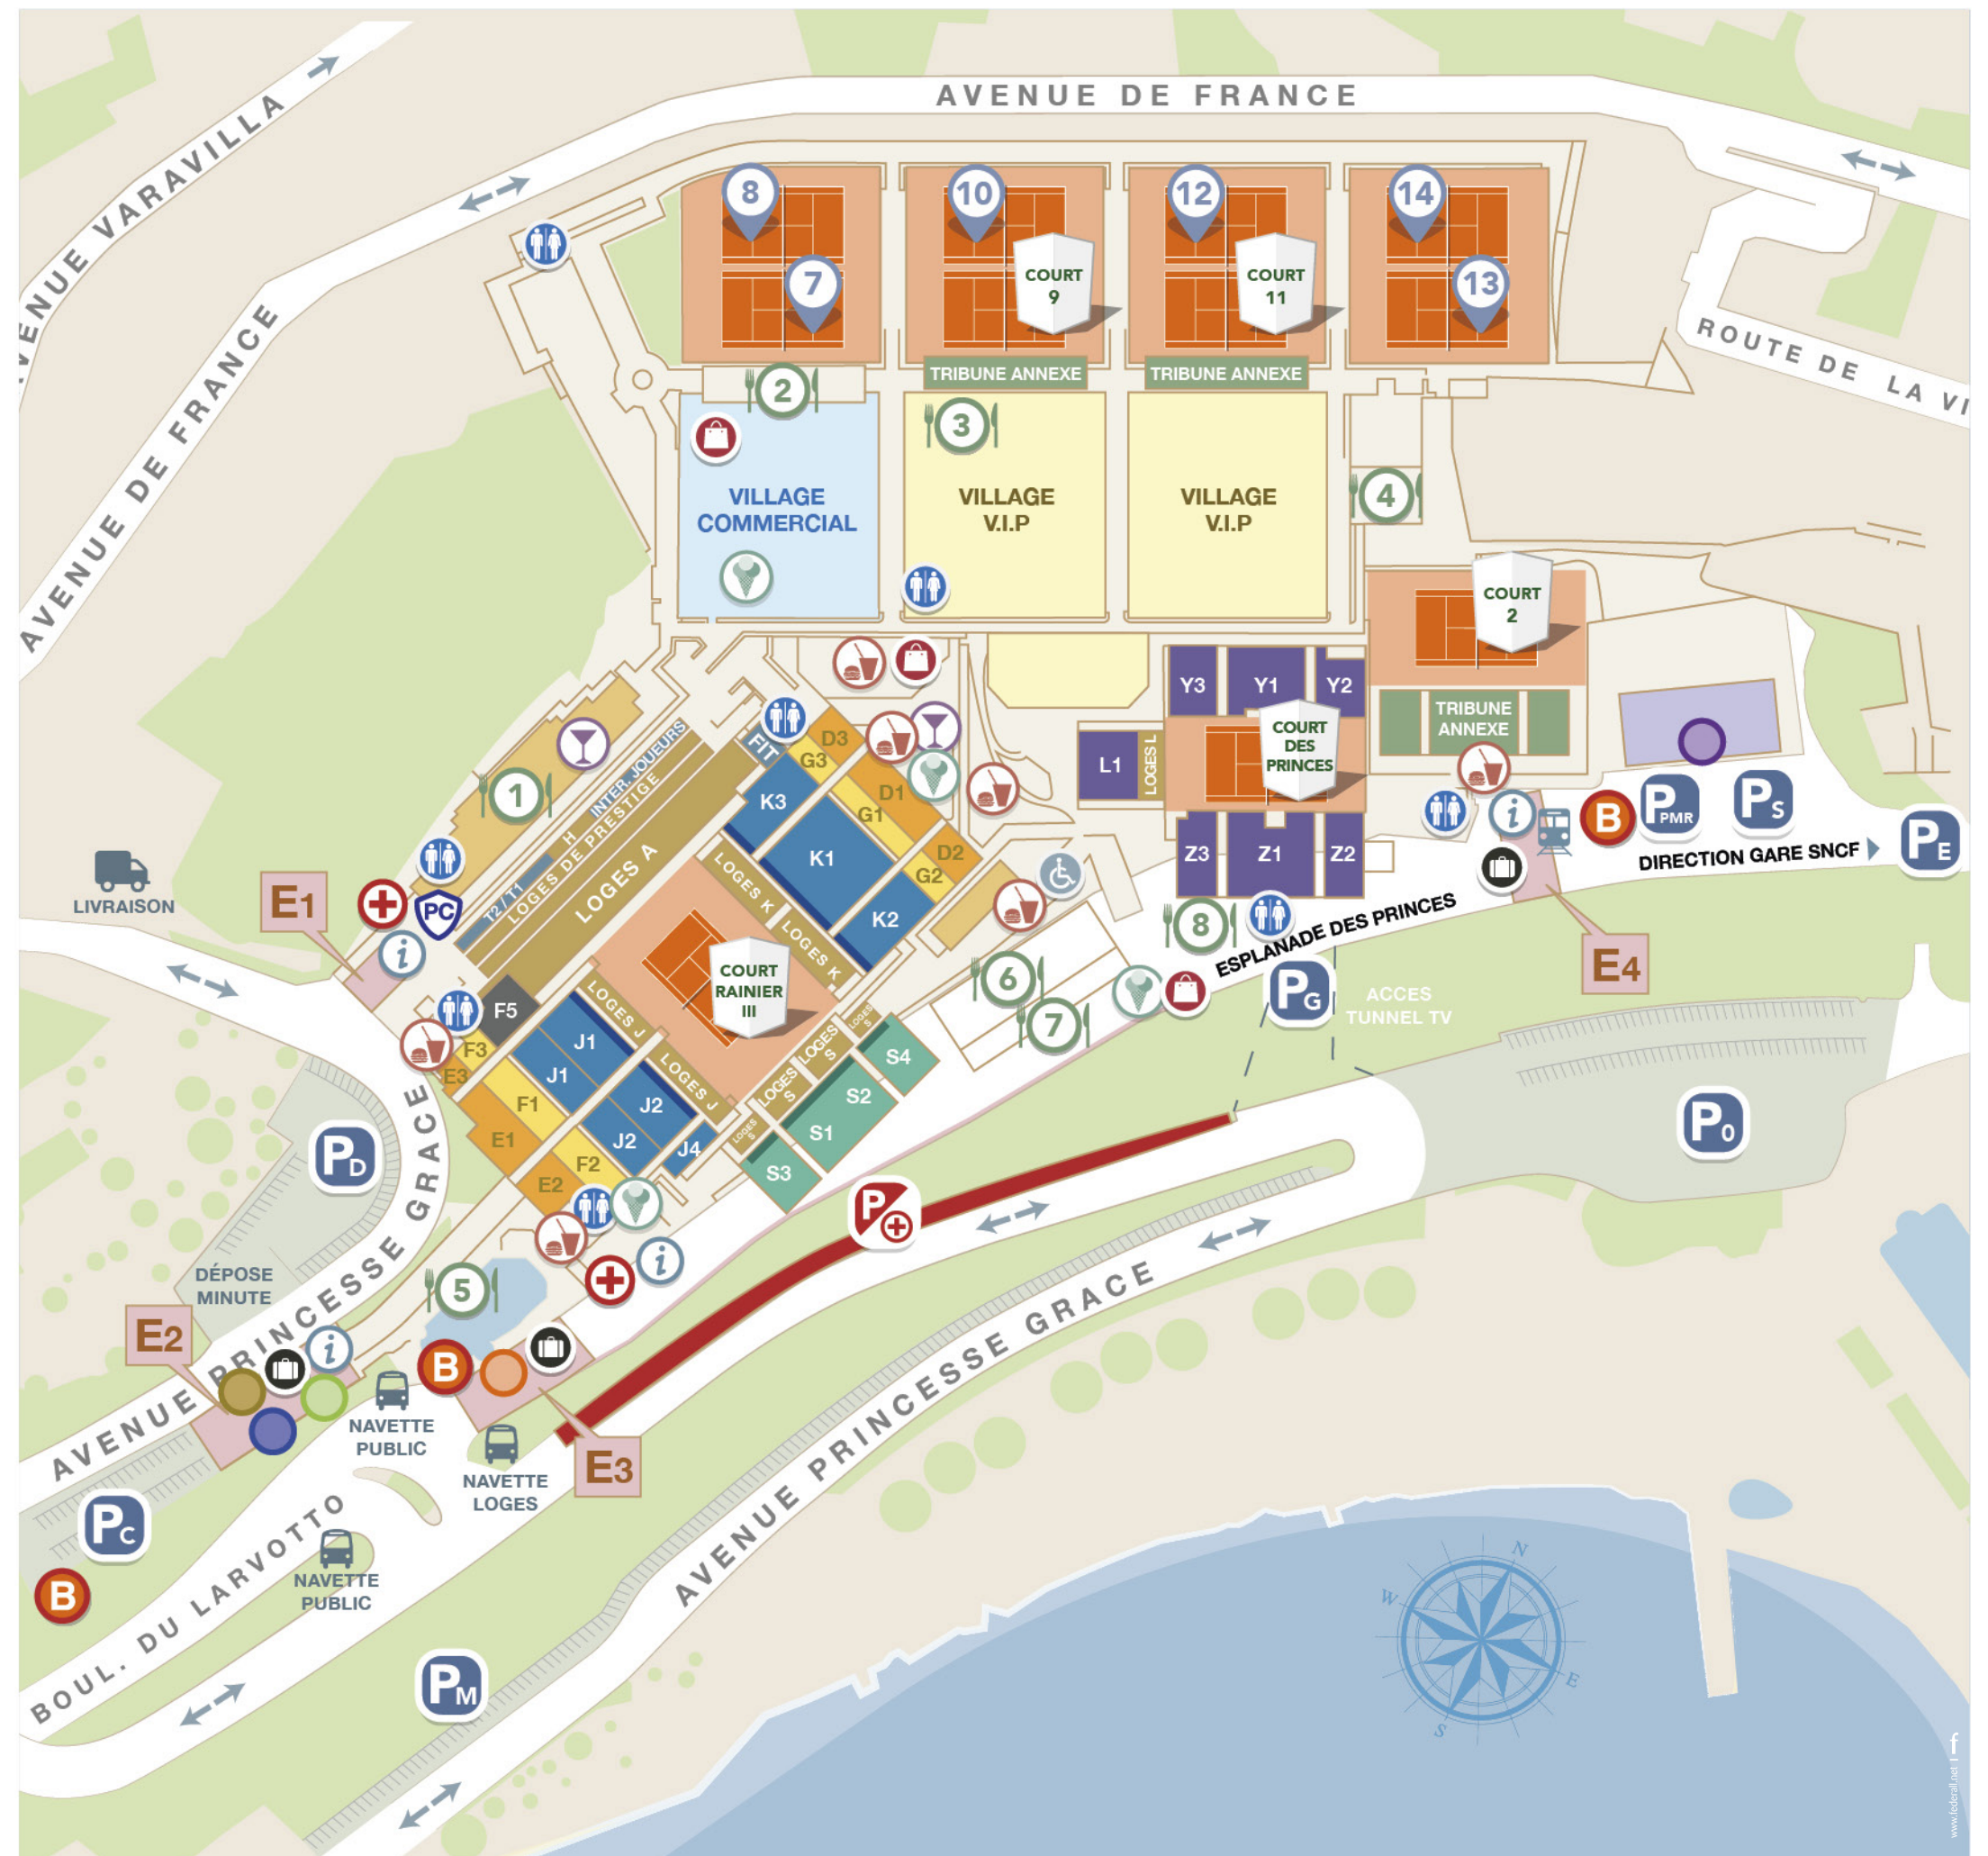 AVENUE DE FRANCE
AVENUE VARAVILLA
AVENUE DE FRANCE
ROUTE DE LA VI
8
10
12
14
7
COURT
9
COURT
11
13
2
TRIBUNE ANNEXE
TRIBUNE ANNEXE
3
VILLAGE
COMMERCIAL
VILLAGE
V.I.P
VILLAGE
V.I.P
4
COURT
2
TRIBUNE
ANNEXE
Y3
Y1
Y2
COURT
DES
PRINCES
L1
LOGES L
Z3
Z1
Z2
1
INTER. JOUEURS
H
LOGES DE PRESTIGE
T2 / T1
LOGES A
FIT
D3
G3
D1
G1
D2
G2
K3
K1
K2
LOGES K
LOGES K
COURT
RAINIER
III
LIVRAISON
E1
PC
i
F5
F3
E3
J1
J1
J2
J2
J4
LOGES J
LOGES J
F1
E1
F2
E2
LOGES
S
LOGES
S
LOGES
S
LOGES
S
S4
S2
S1
S3
6
7
8
i
B
P PMR
P S
P E
DIRECTION GARE SNCF
ESPLANADE DES PRINCES
E4
P G
ACCES
TUNNEL TV
P 0
P D
P
i
DÉPOSE
MINUTE
5
E2
i
B
AVENUE PRINCESSE GRACE
NAVETTE
PUBLIC
NAVETTE
LOGES
E3
P C
B
NAVETTE
PUBLIC
BOUL. DU LARVOTTO
P M
AVENUE PRINCESSE GRACE
N
W
E
S
www.federall.net I f